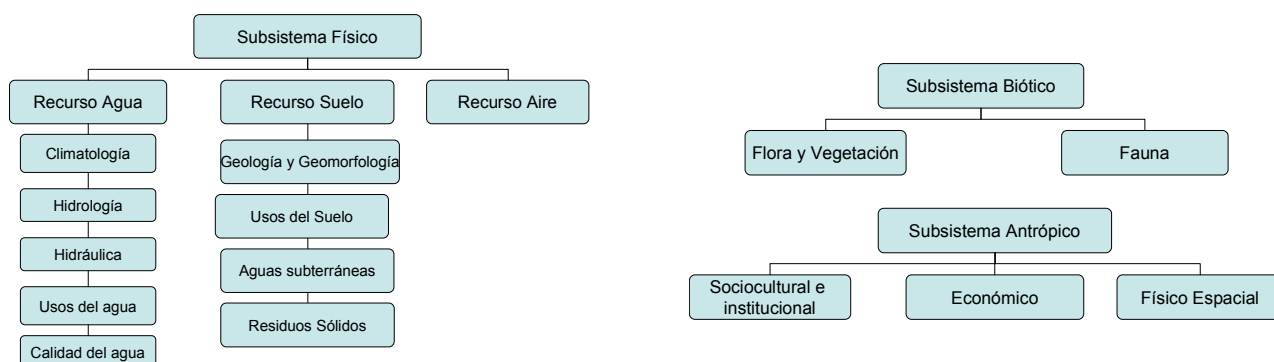 Subsistema Físico
Recurso Agua
Recurso Suelo
Recurso Aire
Climatología
Hidrología
Hidráulica
Usos del agua
Calidad del agua
Geología y Geomorfología
Usos del Suelo
Aguas subterráneas
Residuos Sólidos
Subsistema Biótico
Flora y Vegetación
Fauna
Subsistema Antrópico
Sociocultural e
institucional
Económico
Físico Espacial